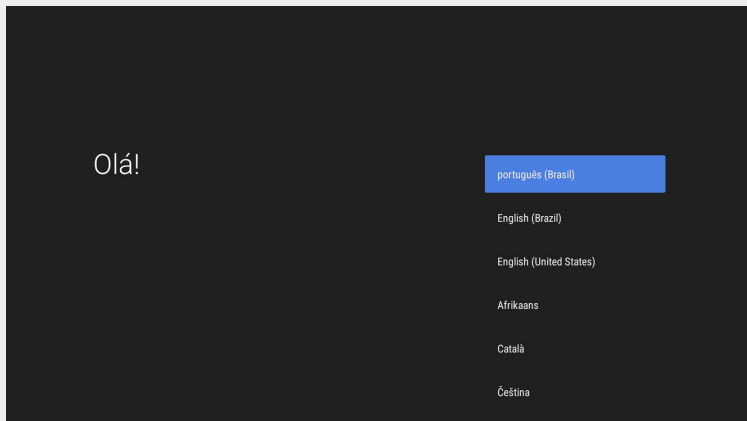 Olá!
português (Brasil)
English (Brazil)
English (United States)
Afrikaans
Català
Čeština